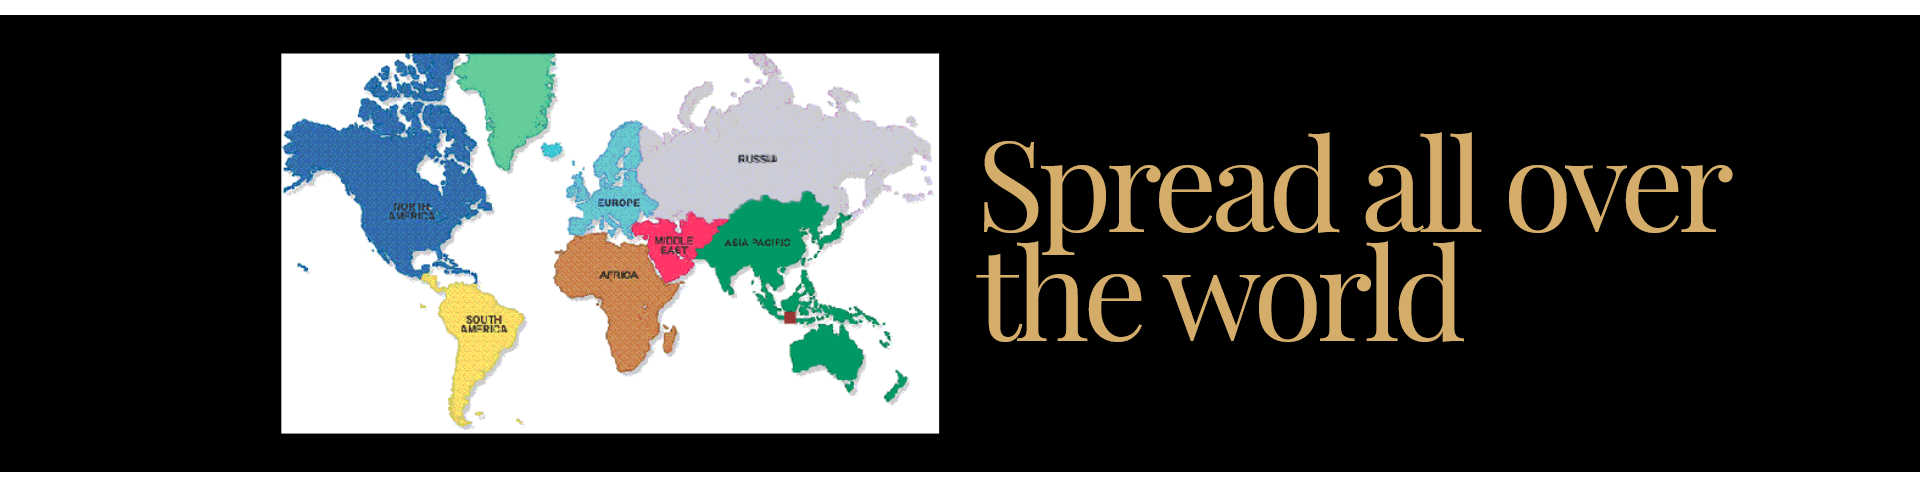 NORTH
AMERICA
SOUTH
AMERICA
EUROPE
AFRICA
MIDDLE
EAST
RUSSIA
ASIA PACIFIC
Spread all over
the world